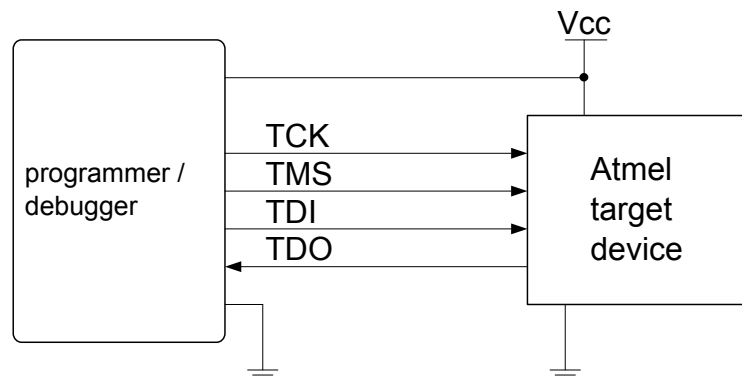 Vcc
programmer /
debugger
TCK
TMS
TDI
TDO
Atmel
target
device